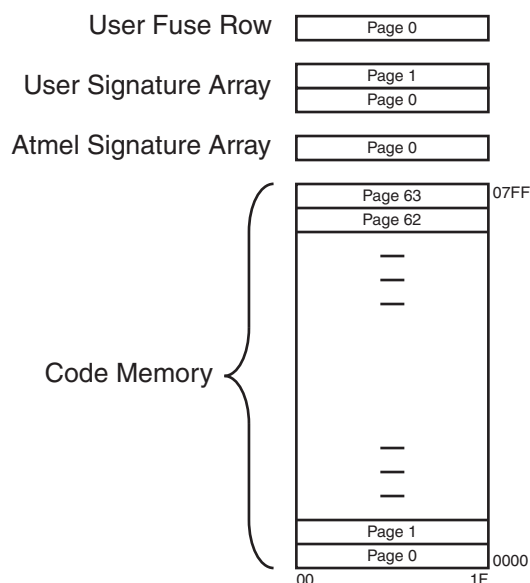 User Fuse Row
Page 0
User Signature Array
Page 1
Page 0
Atmel Signature Array
Page 0
Page 63
07FF
Page 62
Code Memory
Page 1
Page 0
0000
00 1F